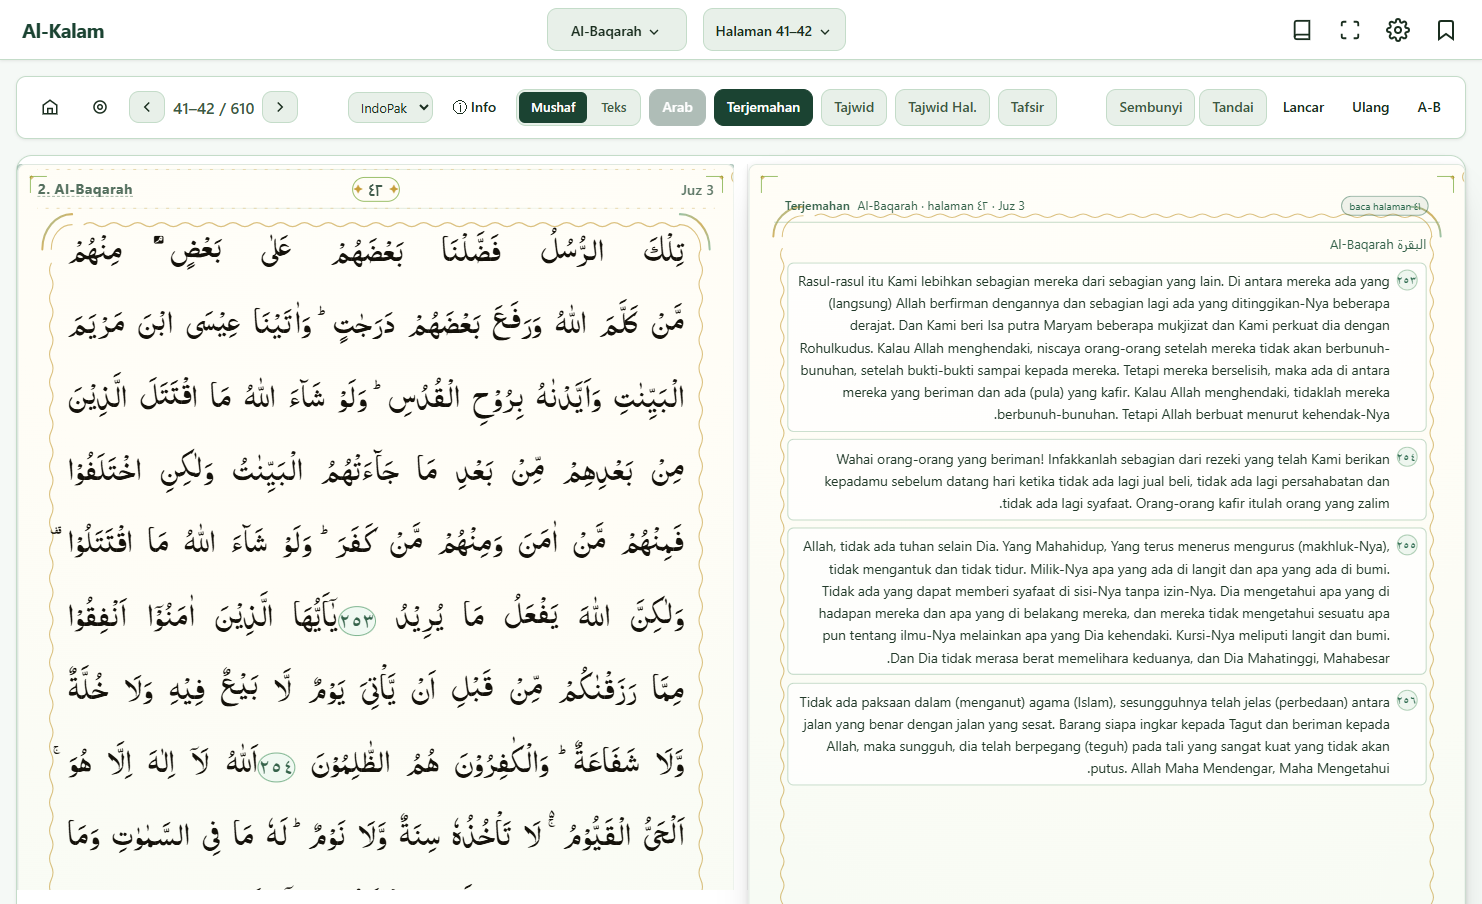 Al-Kalam
Al-Baqarah
Halaman 41–42
41–42 / 610
IndoPak
Info
Mushaf
Teks
Arab
Terjemahan
Tajwid
Tajwid Hal.
Tafsir
Sembunyi
Tandai
Lancar
Ulang
A-B
2. Al-Baqarah
٤٢
Juz 3
تِلْكَ الرُّسُلُ فَضَّلْنَا بَعْضَهُمْ عَلٰى بَعْضٍ ۘ مِنْهُمْ
مَّنْ كَلَّمَ اللّٰهُ وَرَفَعَ بَعْضَهُمْ دَرَجٰتٍ ؕ وَاٰتَيْنَا عِيْسَى ابْنَ مَرْيَمَ
الْبَيِّنٰتِ وَاَيَّدْنٰهُ بِرُوْحِ الْقُدُسِ ؕ وَلَوْ شَآءَ اللّٰهُ مَا اقْتَتَلَ الَّذِيْنَ
مِنْۢ بَعْدِهِمْ مِّنْۢ بَعْدِ مَا جَآءَتْهُمُ الْبَيِّنٰتُ وَلٰكِنِ اخْتَلَفُوْا
فَمِنْهُمْ مَّنْ اٰمَنَ وَمِنْهُمْ مَّنْ كَفَرَ ؕ وَلَوْ شَآءَ اللّٰهُ مَا اقْتَتَلُوْا ۟
وَلٰكِنَّ اللّٰهَ يَفْعَلُ مَا يُرِيْدُ ٢٥٣ يٰۤاَيُّهَا الَّذِيْنَ اٰمَنُوْۤا اَنْفِقُوْا
مِمَّا رَزَقْنٰكُمْ مِّنْ قَبْلِ اَنْ يَّاْتِيَ يَوْمٌ لَّا بَيْعٌ فِيْهِ وَلَا خُلَّةٌ
وَّلَا شَفَاعَةٌ ؕ وَالْكٰفِرُوْنَ هُمُ الظّٰلِمُوْنَ ٢٥٤ اَللّٰهُ لَاۤ اِلٰهَ اِلَّا هُوَ ۚ
اَلْحَيُّ الْقَيُّوْمُ ۬ۚ لَا تَاْخُذُهٗ سِنَةٌ وَّلَا نَوْمٌ ؕ لَهٗ مَا فِي السَّمٰوٰتِ وَمَا
Terjemahan Al-Baqarah · halaman ٤٢ · Juz 3
baca halaman ٤١
البقرة Al-Baqarah
٢٥٣
Rasul-rasul itu Kami lebihkan sebagian mereka dari sebagian yang lain. Di antara mereka ada yang
(langsung) Allah berfirman dengannya dan sebagian lagi ada yang ditinggikan-Nya beberapa
derajat. Dan Kami beri Isa putra Maryam beberapa mukjizat dan Kami perkuat dia dengan
Rohulkudus. Kalau Allah menghendaki, niscaya orang-orang setelah mereka tidak akan berbunuh-
bunuhan, setelah bukti-bukti sampai kepada mereka. Tetapi mereka berselisih, maka ada di antara
mereka yang beriman dan ada (pula) yang kafir. Kalau Allah menghendaki, tidaklah mereka
.berbunuh-bunuhan. Tetapi Allah berbuat menurut kehendak-Nya
٢٥٤
Wahai orang-orang yang beriman! Infakkanlah sebagian dari rezeki yang telah Kami berikan
kepadamu sebelum datang hari ketika tidak ada lagi jual beli, tidak ada lagi persahabatan dan
.tidak ada lagi syafaat. Orang-orang kafir itulah orang yang zalim
٢٥٥
Allah, tidak ada tuhan selain Dia. Yang Mahahidup, Yang terus menerus mengurus (makhluk-Nya),
tidak mengantuk dan tidak tidur. Milik-Nya apa yang ada di langit dan apa yang ada di bumi.
Tidak ada yang dapat memberi syafaat di sisi-Nya tanpa izin-Nya. Dia mengetahui apa yang di
hadapan mereka dan apa yang di belakang mereka, dan mereka tidak mengetahui sesuatu apa
pun tentang ilmu-Nya melainkan apa yang Dia kehendaki. Kursi-Nya meliputi langit dan bumi.
.Dan Dia tidak merasa berat memelihara keduanya, dan Dia Mahatinggi, Mahabesar
٢٥٦
Tidak ada paksaan dalam (menganut) agama (Islam), sesungguhnya telah jelas (perbedaan) antara
jalan yang benar dengan jalan yang sesat. Barang siapa ingkar kepada Tagut dan beriman kepada
Allah, maka sungguh, dia telah berpegang (teguh) pada tali yang sangat kuat yang tidak akan
.putus. Allah Maha Mendengar, Maha Mengetahui